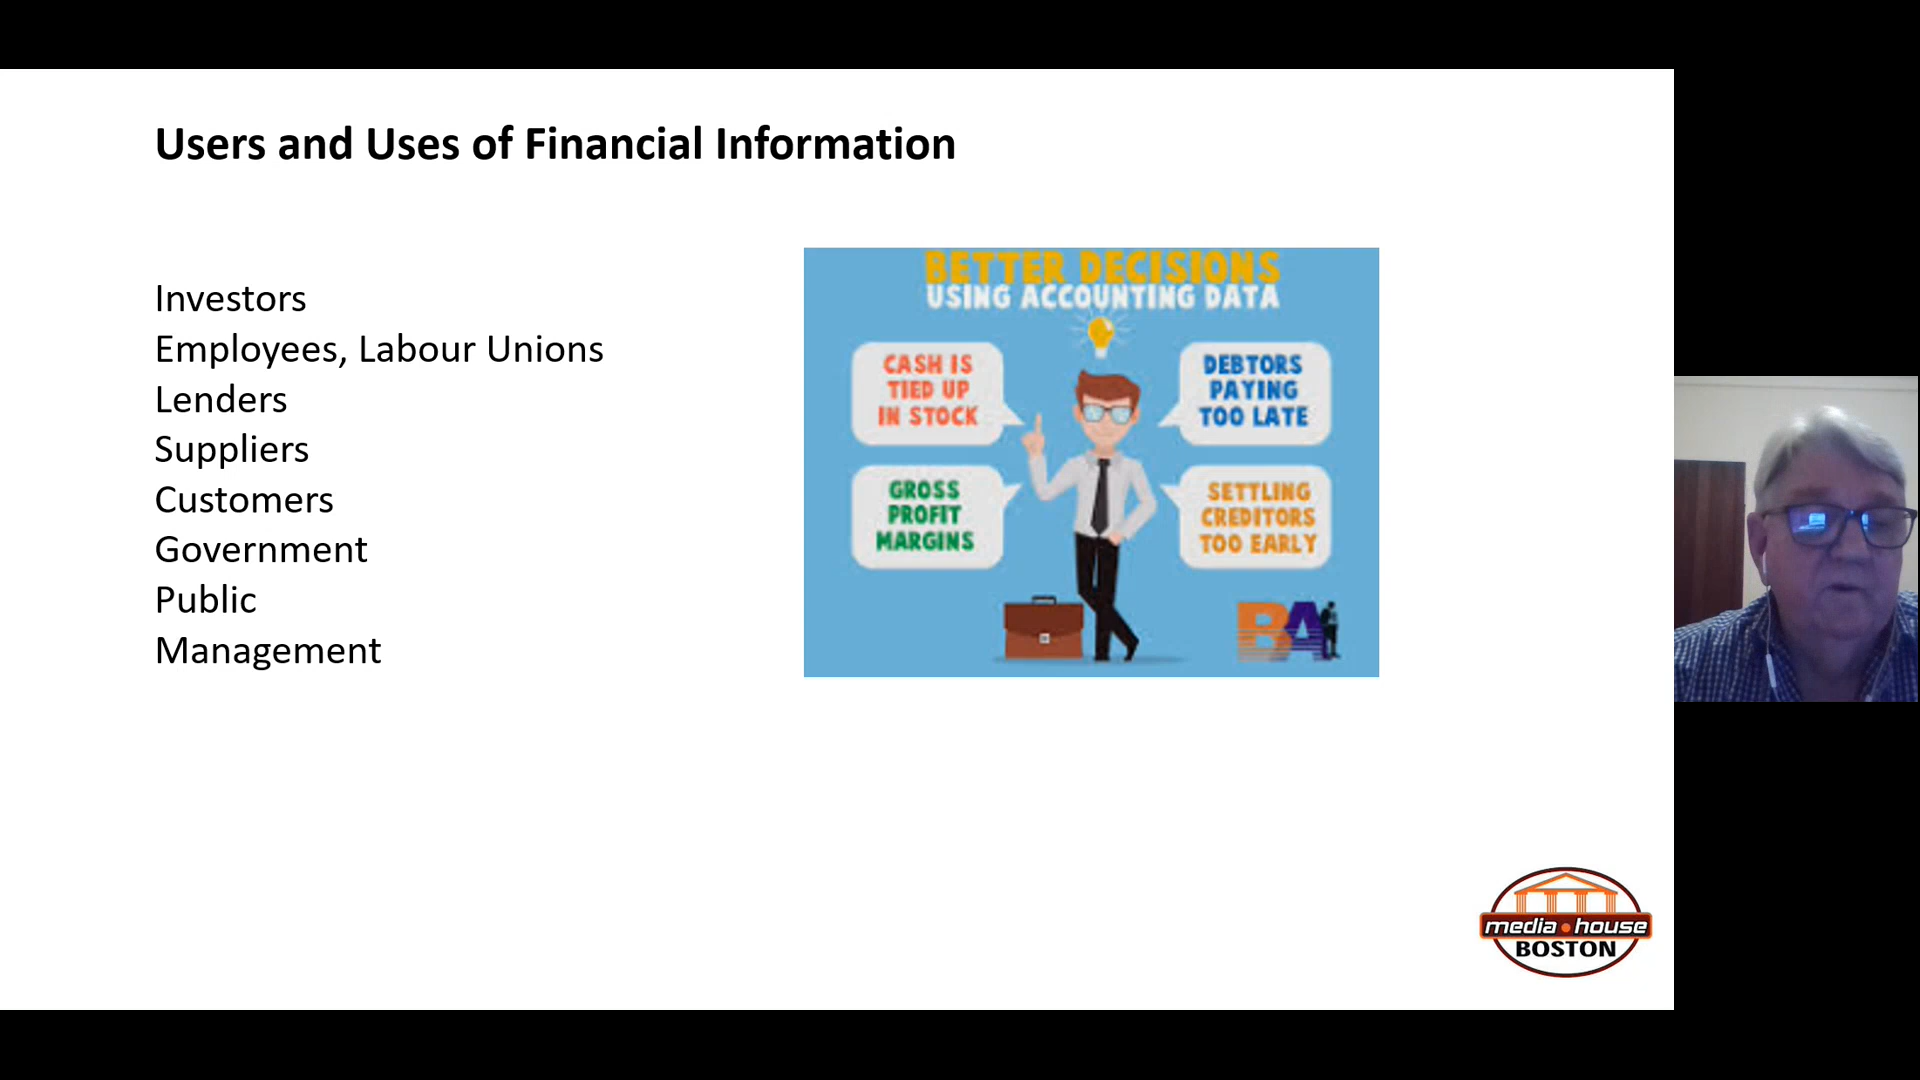 Users and Uses of Financial Information
Investors
Employees, Labour Unions
Lenders
Suppliers
Customers
Government
Public
Management
BETTER DECISIONS
USING ACCOUNTING DATA
CASH IS
TIED UP
IN STOCK
DEBTORS
PAYING
TOO LATE
GROSS
PROFIT
MARGINS
SETTLING
CREDITORS
TOO EARLY
BA
media • house
BOSTON